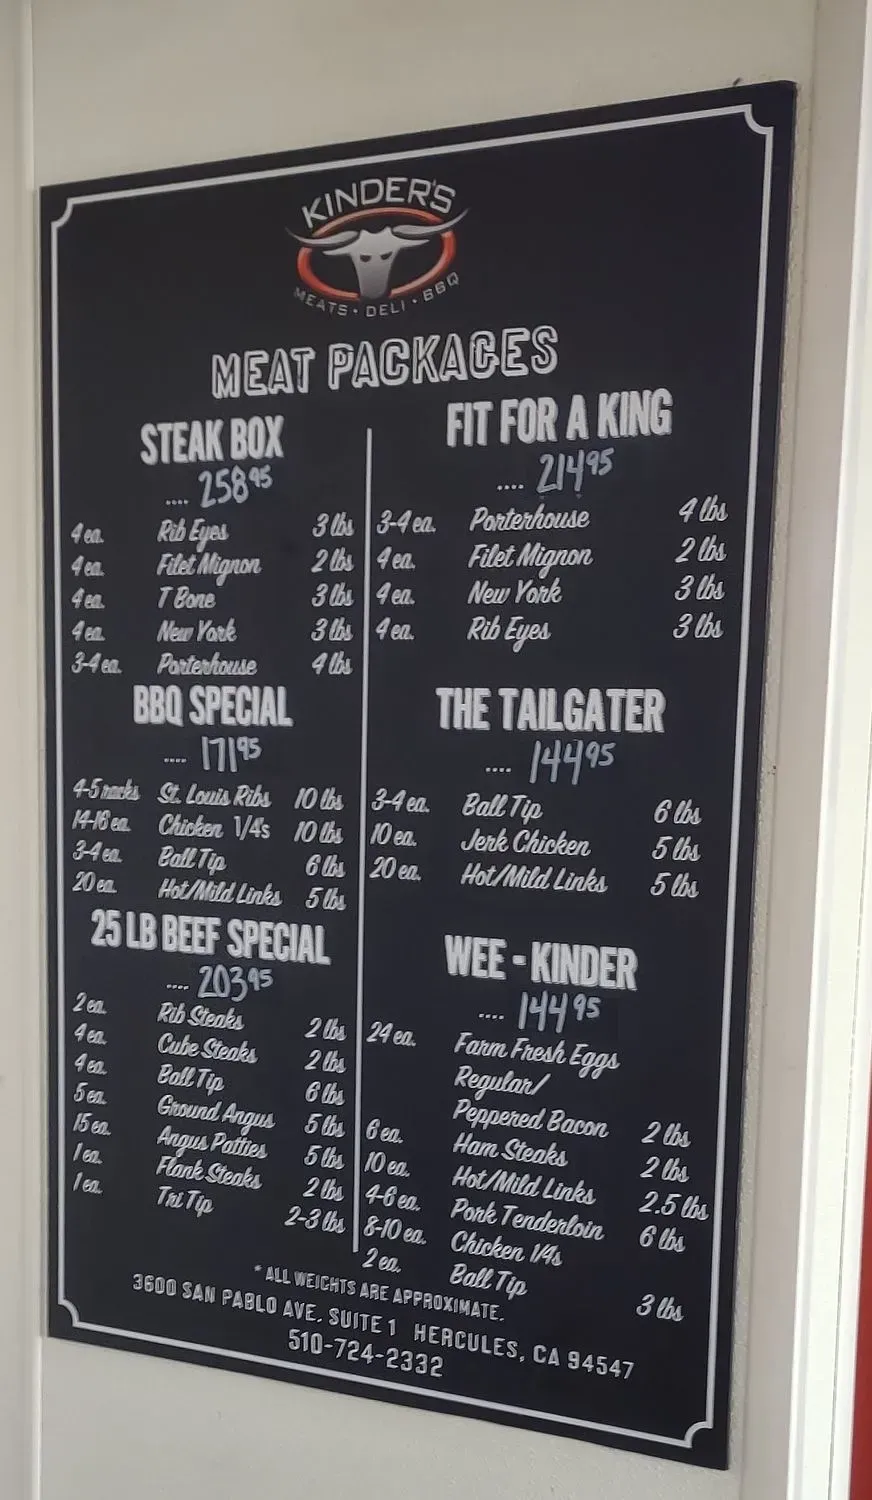 KINDER'S
MEATS • DELI • BBQ
MEAT PACKAGES
STEAK BOX
.... 258.95
4 ea. Rib Eyes 3 lbs
4 ea. Filet Mignon 2 lbs
4 ea. T Bone 3 lbs
4 ea. New York 3 lbs
3-4 ea. Porterhouse 4 lbs
BBQ SPECIAL
.... 171.95
4-5 racks St. Louis Ribs 10 lbs
14-16 ea. Chicken 1/4's 10 lbs
3-4 ea. Ball Tip 6 lbs
20 ea. Hot/Mild Links 5 lbs
25 LB BEEF SPECIAL
.... 203.95
2 ea. Rib Steaks 2 lbs
4 ea. Cube Steaks 2 lbs
4 ea. Ball Tip 6 lbs
5 ea. Ground Angus 5 lbs
15 ea. Angus Patties 5 lbs
1 ea. Flank Steaks 2 lbs
1 ea. Tri Tip 2-3 lbs
FIT FOR A KING
.... 214.95
3-4 ea. Porterhouse 4 lbs
4 ea. Filet Mignon 2 lbs
4 ea. New York 3 lbs
4 ea. Rib Eyes 3 lbs
THE TAILGATER
.... 144.95
3-4 ea. Ball Tip 6 lbs
10 ea. Jerk Chicken 5 lbs
20 ea. Hot/Mild Links 5 lbs
WEE - KINDER
.... 144.95
24 ea. Farm Fresh Eggs
Regular/
Peppered Bacon 2 lbs
6 ea. Ham Steaks 2 lbs
10 ea. Hot/Mild Links 2.5 lbs
4-6 ea. Pork Tenderloin 6 lbs
8-10 ea. Chicken 1/4s
2 ea. Ball Tip 3 lbs
* ALL WEIGHTS ARE APPROXIMATE.
3600 SAN PABLO AVE. SUITE 1 HERCULES, CA 94547
510-724-2332